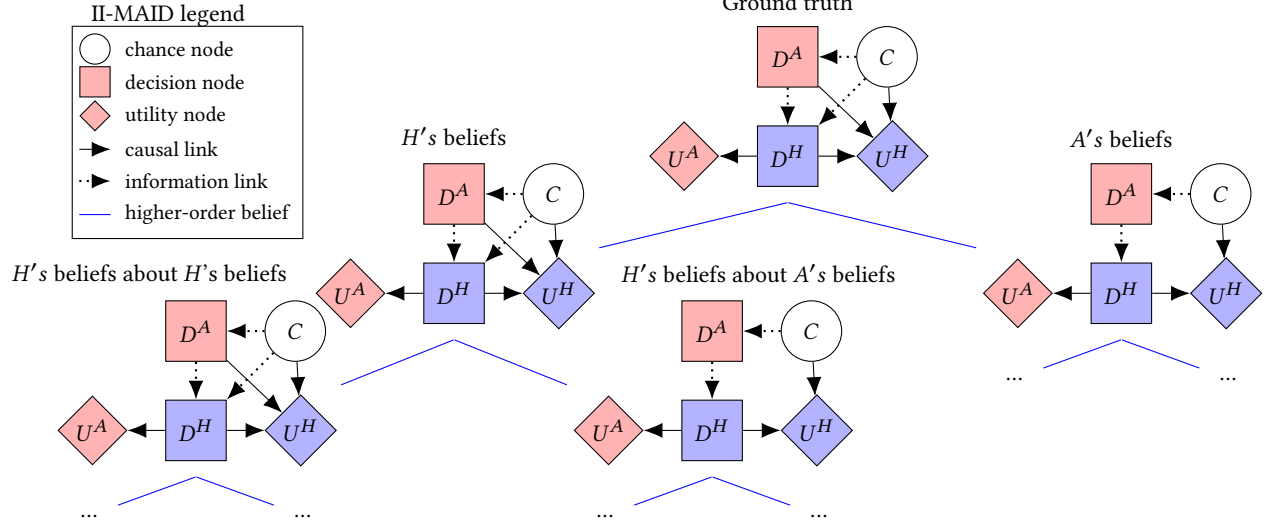 Ground truth
II-MAID legend
chance node
decision node
utility node
causal link
information link
higher-order belief
D^A
C
U^A
D^H
U^H
H's beliefs
D^A
C
U^A
D^H
U^H
A's beliefs
D^A
C
U^A
D^H
U^H
...
...
H's beliefs about H's beliefs
D^A
C
U^A
D^H
U^H
...
...
H's beliefs about A's beliefs
D^A
C
U^A
D^H
U^H
...
...